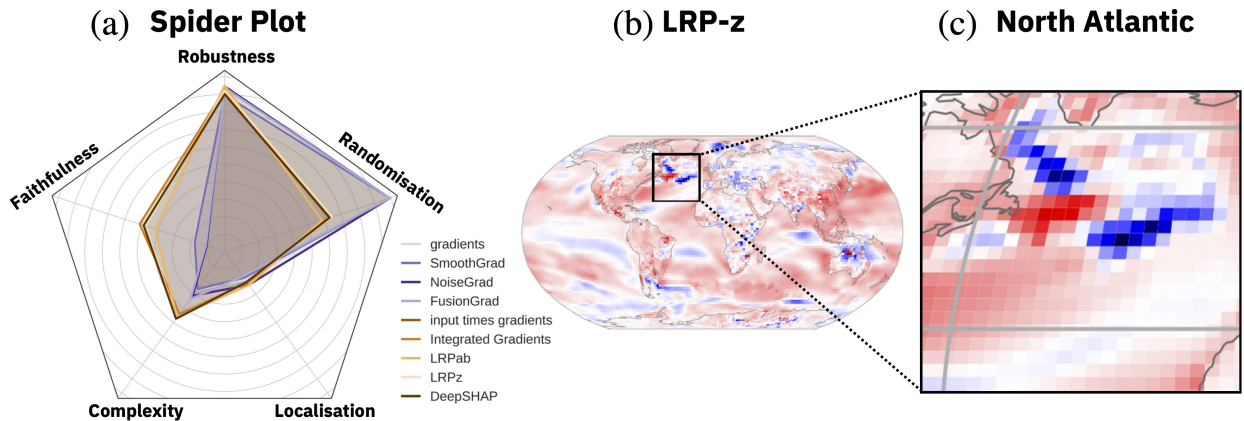 (a) Spider Plot
Robustness
Faithfulness
Randomisation
Complexity
Localisation
gradients
SmoothGrad
NoiseGrad
FusionGrad
input times gradients
Integrated Gradients
LRPab
LRPz
DeepSHAP
(b) LRP-z
(c) North Atlantic